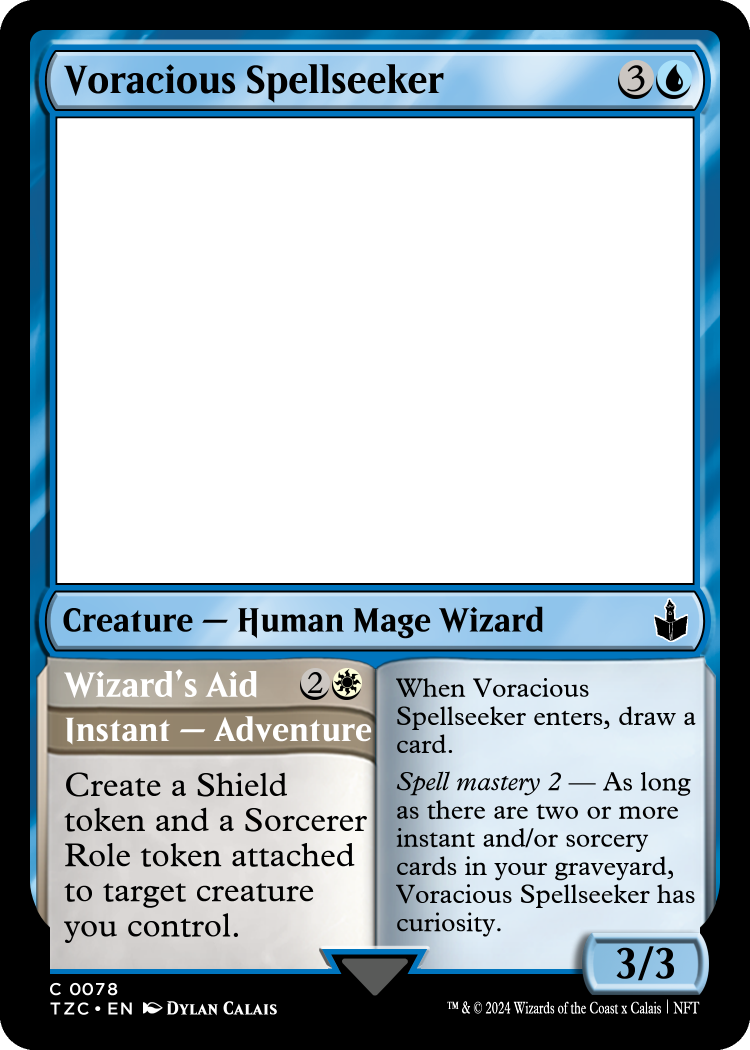 Voracious Spellseeker 3
Creature — Human Mage Wizard
Wizard's Aid 2
Instant — Adventure
Create a Shield
token and a Sorcerer
Role token attached
to target creature
you control.
When Voracious
Spellseeker enters, draw a
card.
Spell mastery 2 — As long
as there are two or more
instant and/or sorcery
cards in your graveyard,
Voracious Spellseeker has
curiosity.
3/3
C 0078
TZC • EN DYLAN CALAIS
™ & © 2024 Wizards of the Coast x Calais | NFT